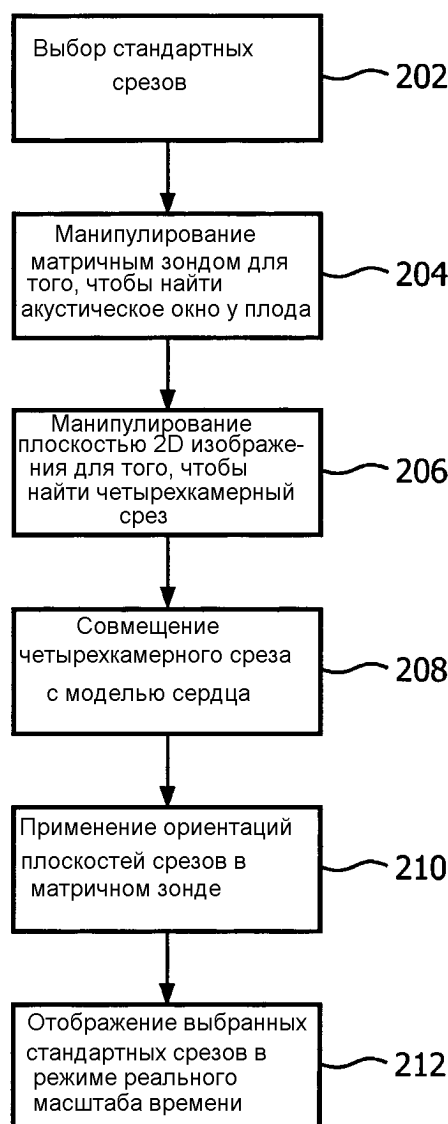 Выбор стандартных
срезов
202
Манипулирование
матричным зондом для
того, чтобы найти
акустическое окно у плода
204
Манипулирование
плоскостью 2D изображе-
ния для того, чтобы
найти четырехкамерный
срез
206
Совмещение
четырехкамерного среза
с моделью сердца
208
Применение ориентаций
плоскостей срезов в
матричном зонде
210
Отображение выбранных
стандартных срезов в
режиме реального
масштаба времени
212